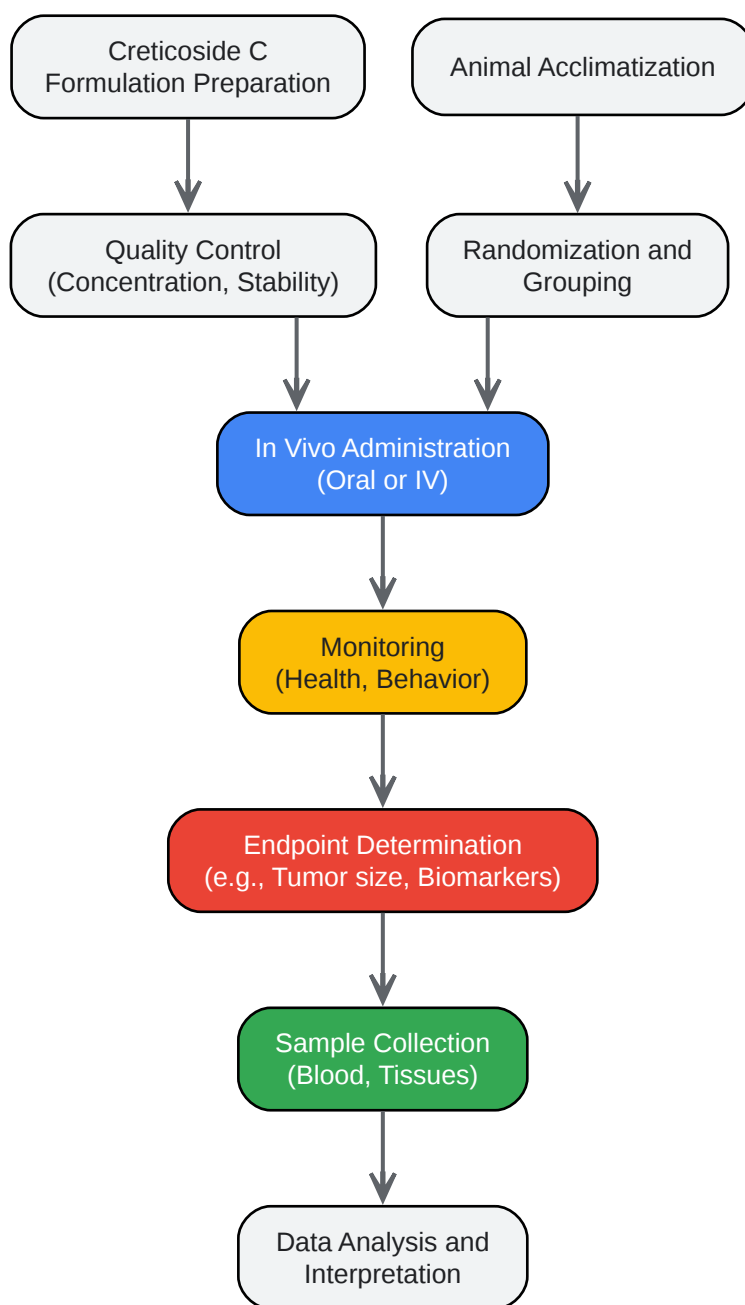 Creticoside C
Formulation Preparation
Animal Acclimatization
Quality Control
(Concentration, Stability)
Randomization and
Grouping
In Vivo Administration
(Oral or IV)
Monitoring
(Health, Behavior)
Endpoint Determination
(e.g., Tumor size, Biomarkers)
Sample Collection
(Blood, Tissues)
Data Analysis and
Interpretation